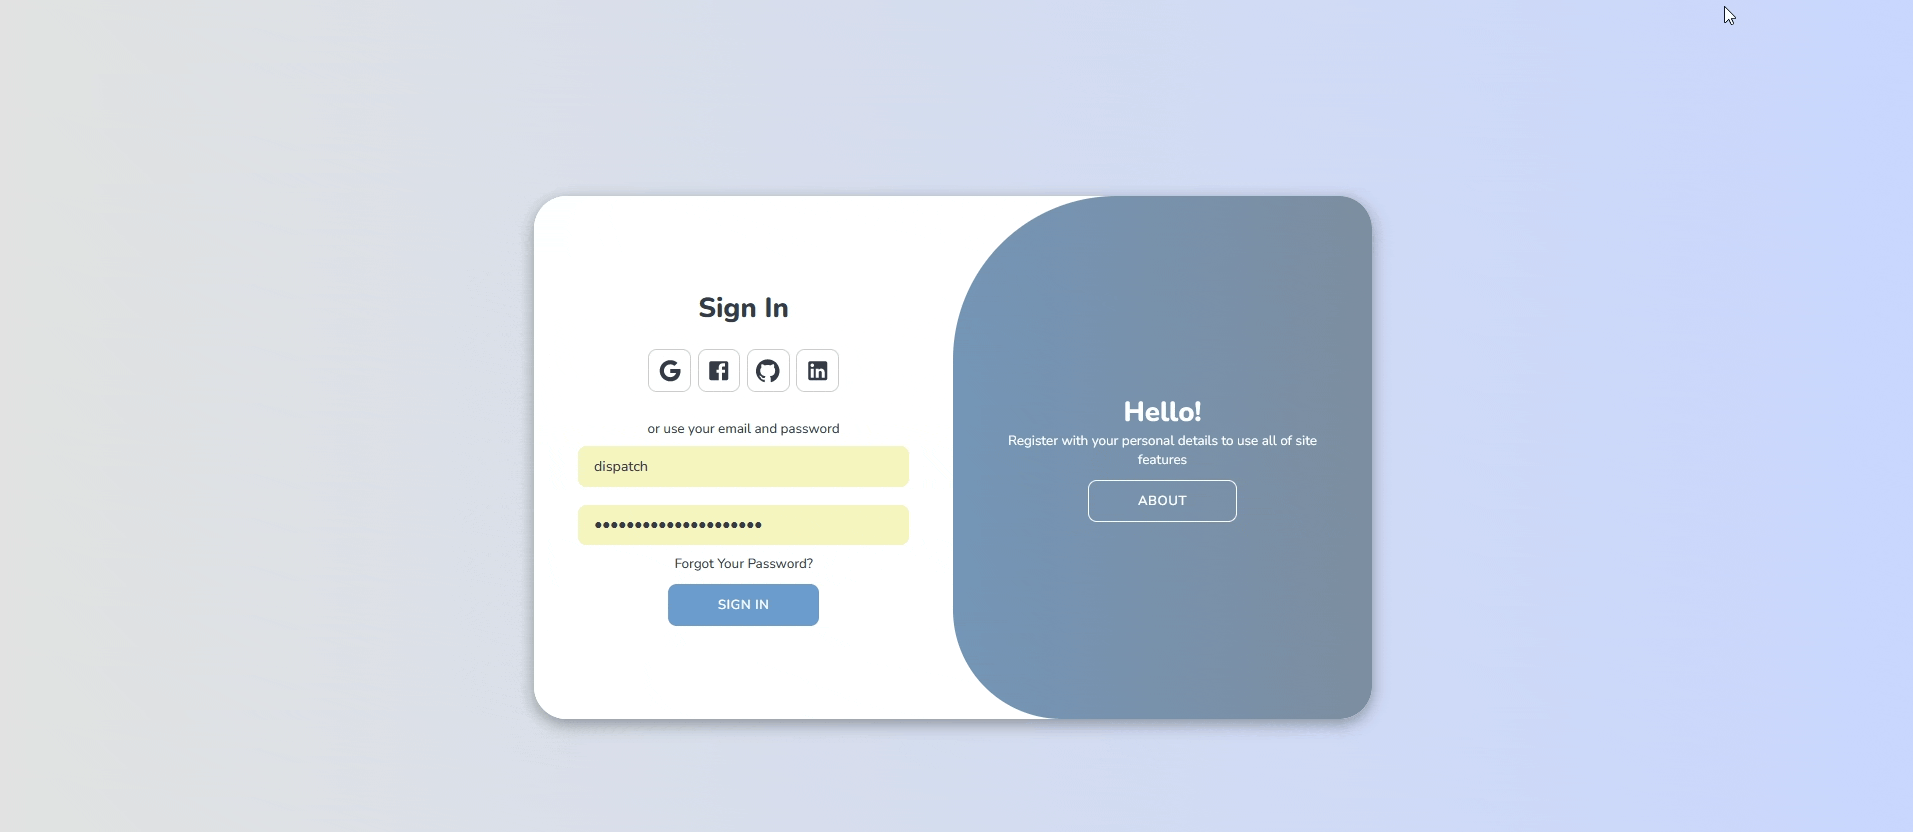 Sign In
or use your email and password
dispatch
•••••••••••••••••••••
Forgot Your Password?
SIGN IN
Hello!
Register with your personal details to use all of site
features
ABOUT